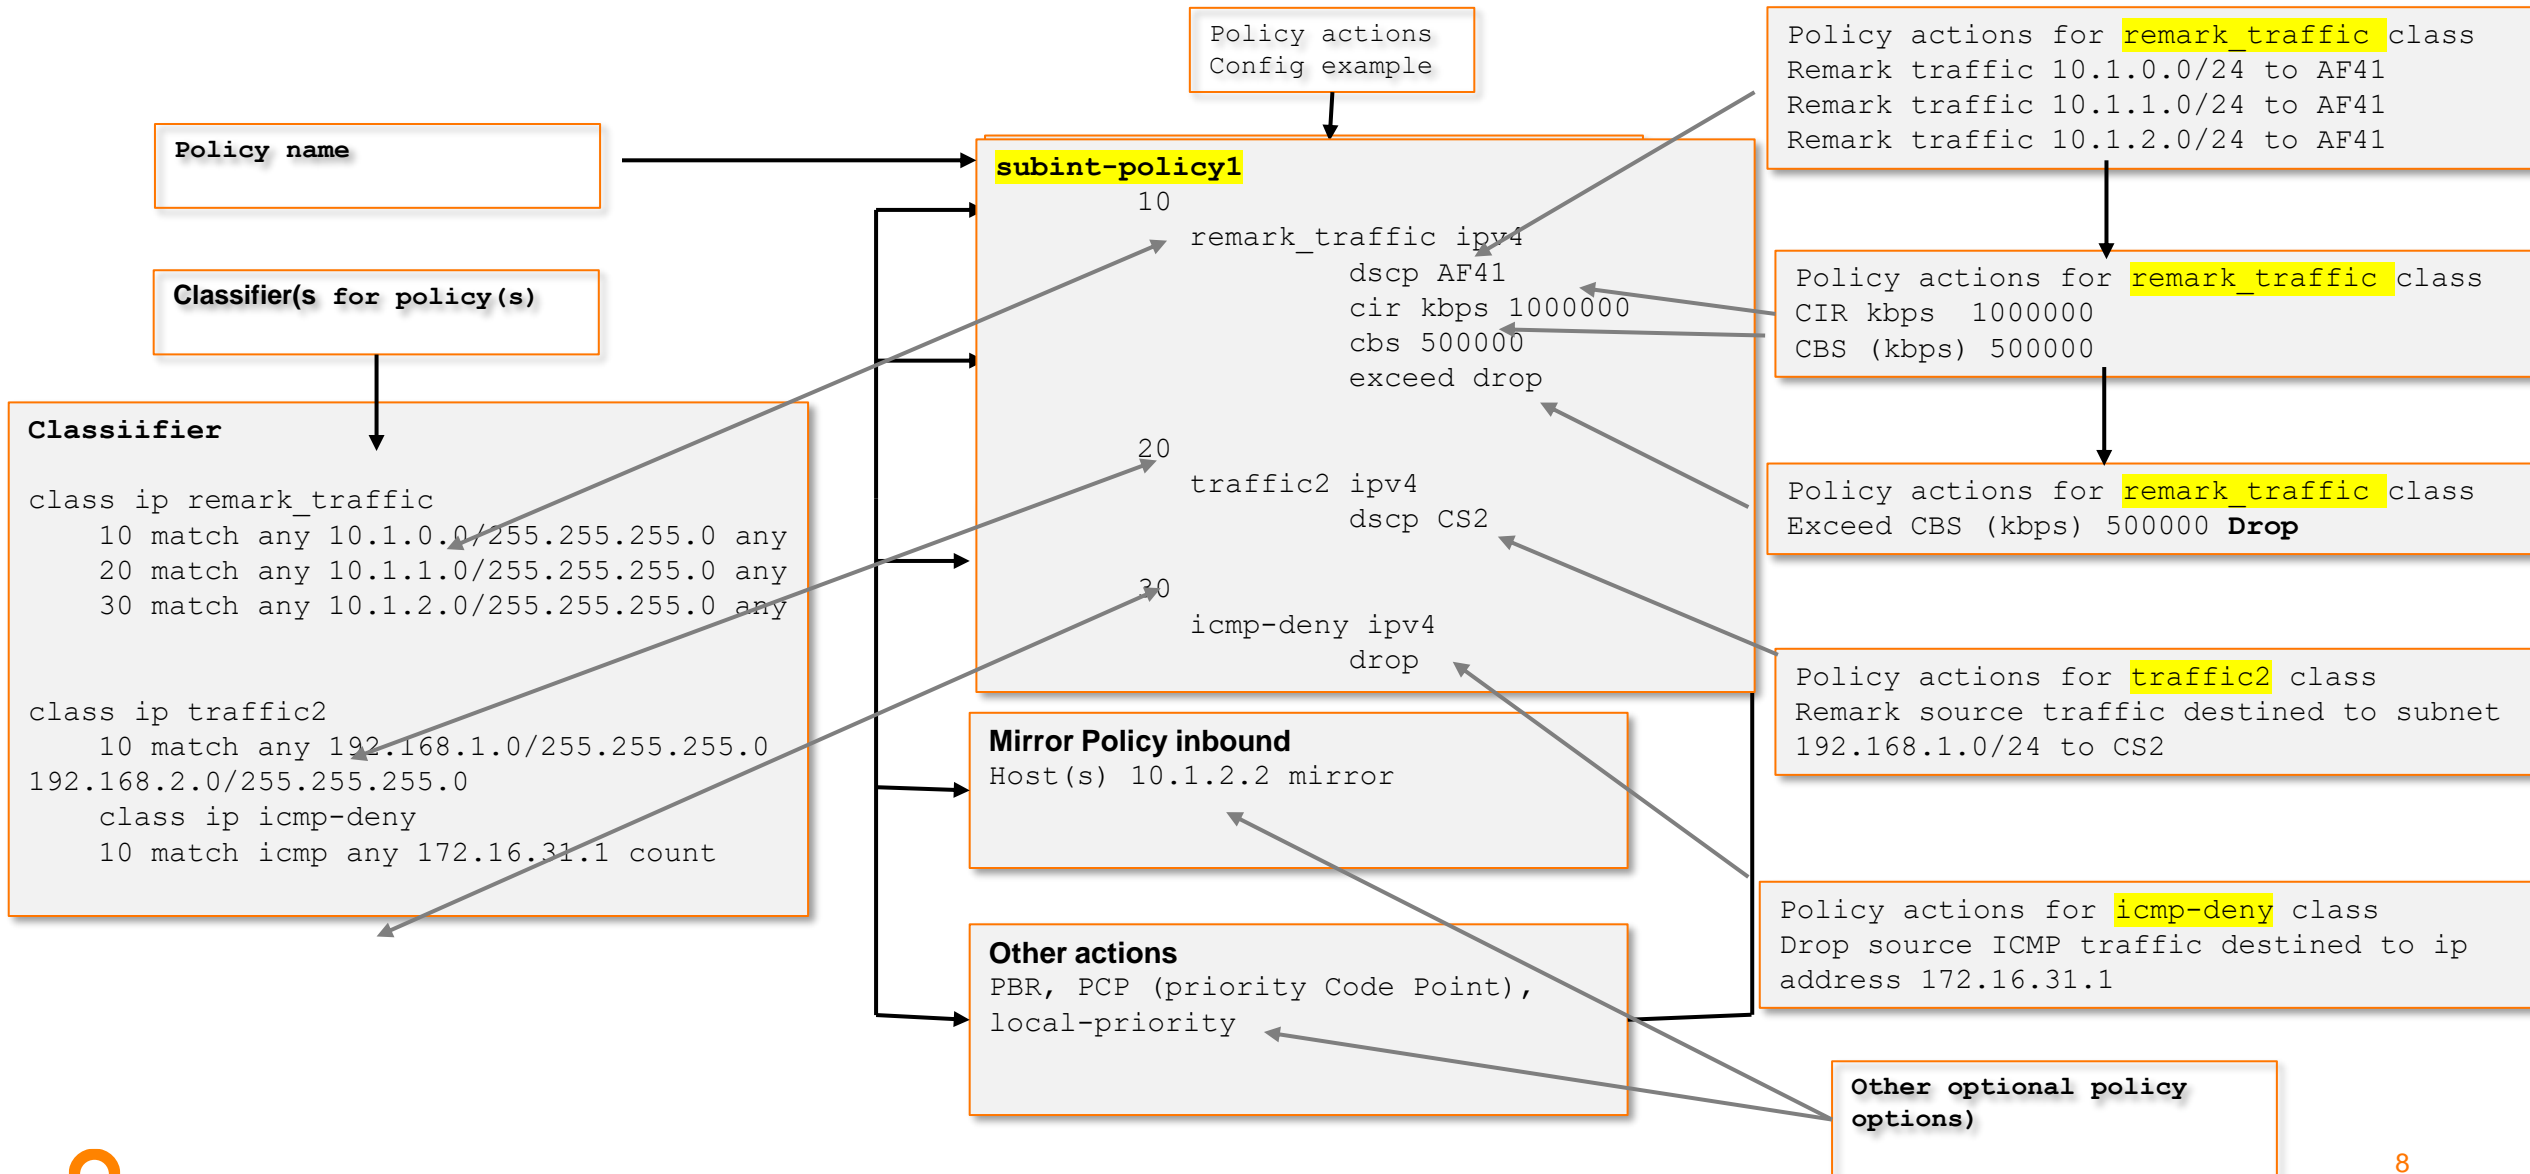 Policy actions
Config example
Policy name
Classifier(s for policy(s)
Classiifier
class ip remark_traffic
10 match any 10.1.0.0/255.255.255.0 any
20 match any 10.1.1.0/255.255.255.0 any
30 match any 10.1.2.0/255.255.255.0 any
class ip traffic2
10 match any 192.168.1.0/255.255.255.0
192.168.2.0/255.255.255.0
class ip icmp-deny
10 match icmp any 172.16.31.1 count
subint-policy1
10
remark_traffic ipv4
dscp AF41
cir kbps 1000000
cbs 500000
exceed drop
20
traffic2 ipv4
dscp CS2
30
icmp-deny ipv4
drop
Mirror Policy inbound
Host(s) 10.1.2.2 mirror
Other actions
PBR, PCP (priority Code Point),
local-priority
Policy actions for remark_traffic class
Remark traffic 10.1.0.0/24 to AF41
Remark traffic 10.1.1.0/24 to AF41
Remark traffic 10.1.2.0/24 to AF41
Policy actions for remark_traffic class
CIR kbps  1000000
CBS (kbps) 500000
Policy actions for remark_traffic class
Exceed CBS (kbps) 500000 Drop
Policy actions for traffic2 class
Remark source traffic destined to subnet
192.168.1.0/24 to CS2
Policy actions for icmp-deny class
Drop source ICMP traffic destined to ip
address 172.16.31.1
Other optional policy
options)
8